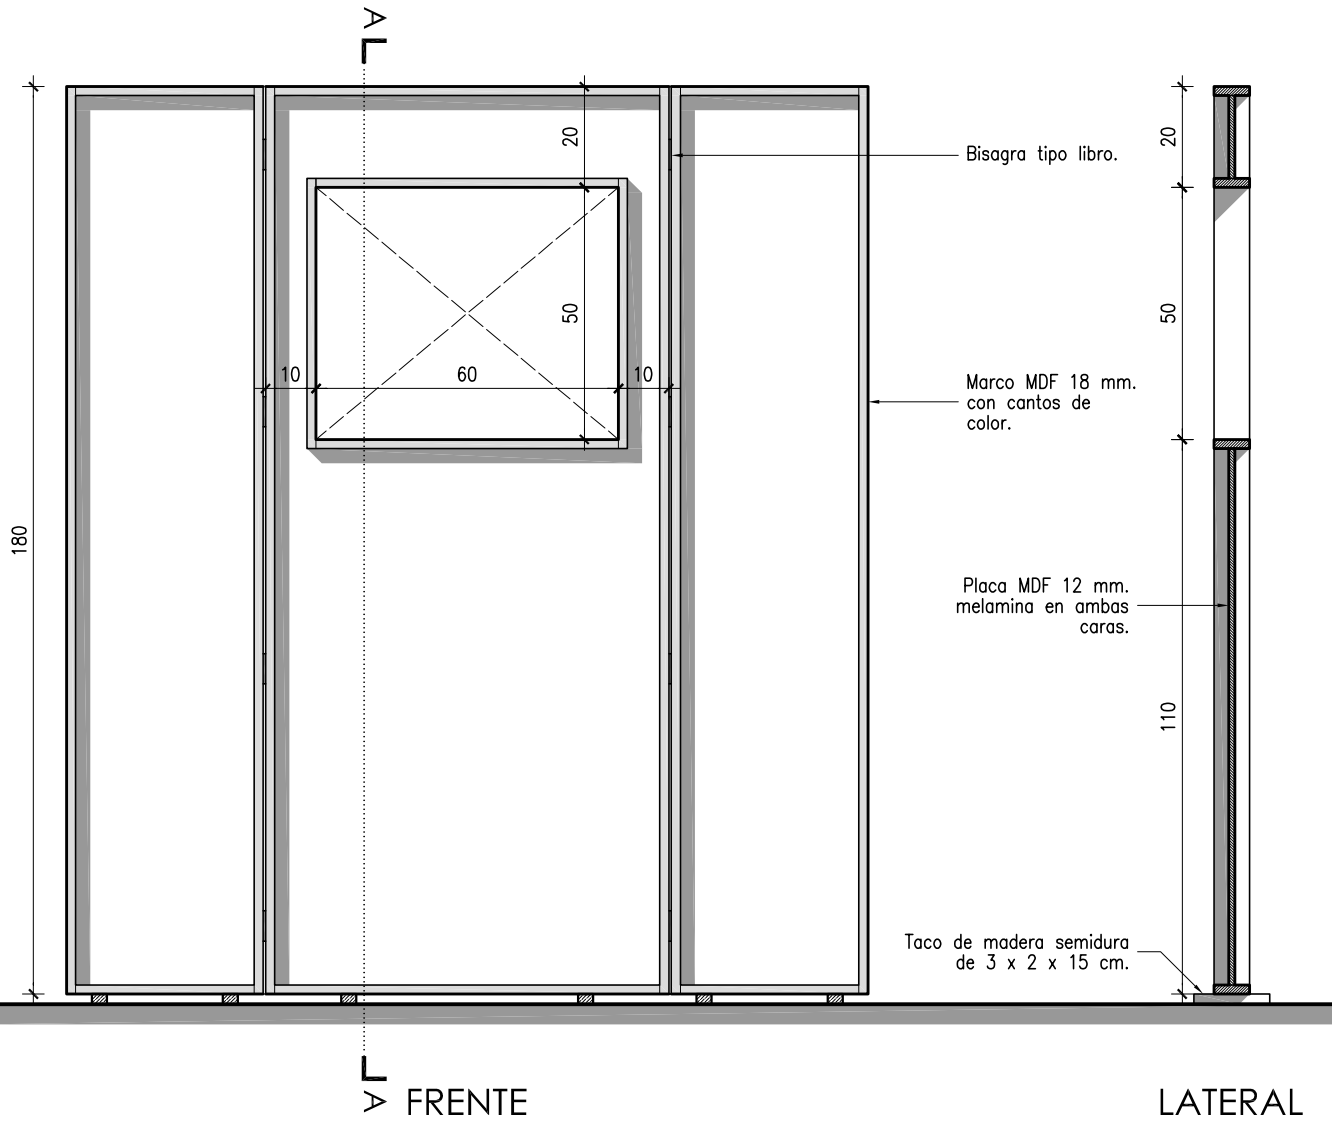 A
20
20
Bisagra tipo libro.
50
50
10
60
10
Marco MDF 18 mm.
con cantos de
color.
180
Placa MDF 12 mm.
melamina en ambas
caras.
110
Taco de madera semidura
de 3 x 2 x 15 cm.
A
FRENTE
LATERAL